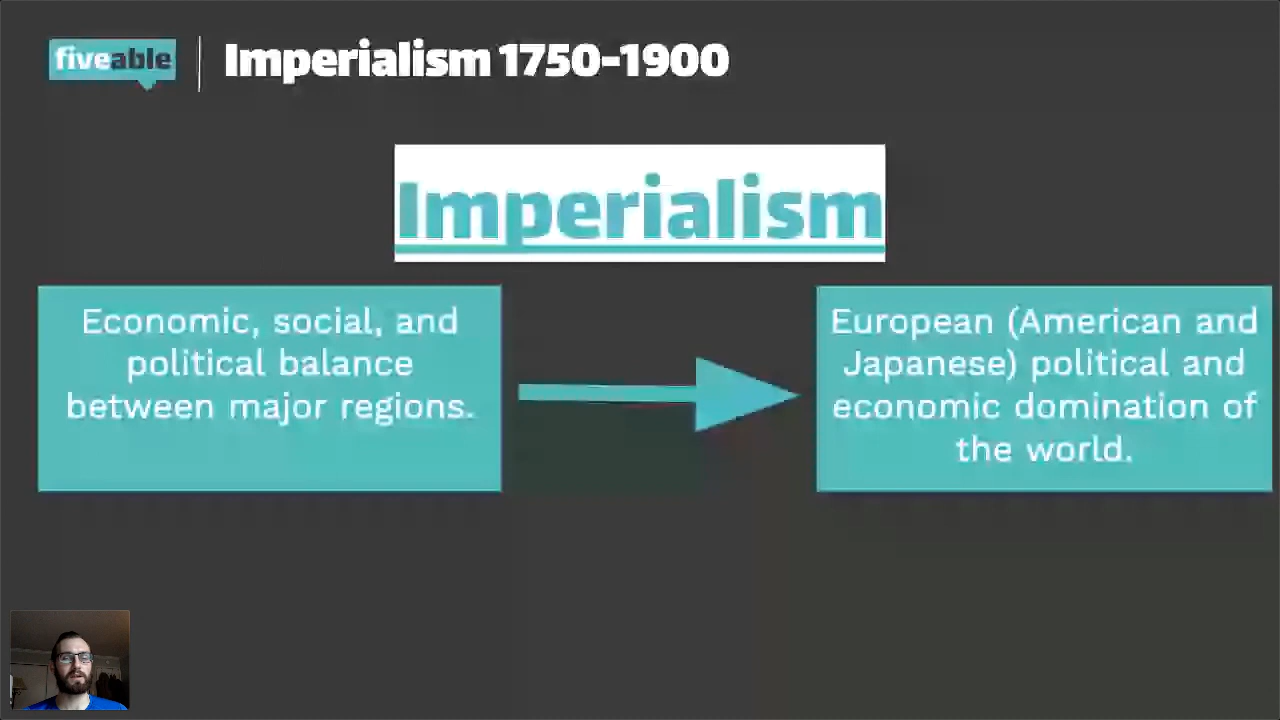 fiveable
Imperialism 1750-1900
Imperialism
Economic, social, and
political balance
between major regions.
European (American and
Japanese) political and
economic domination of
the world.